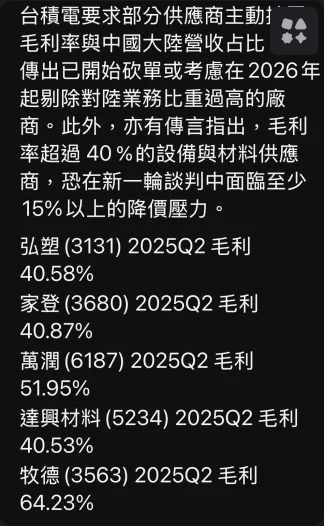 台積電要求部分供應商主動
毛利率與中國大陸營收占比
傳出已開始砍單或考慮在2026年
起剔除對陸業務比重過高的廠
商。此外，亦有傳言指出，毛利
率超過 40%的設備與材料供應
商，恐在新一輪談判中面臨至少
15%以上的降價壓力。
弘塑(3131) 2025Q2 毛利
40.58%
家登(3680) 2025Q2 毛利
40.87%
萬潤(6187) 2025Q2 毛利
51.95%
達興材料(5234) 2025Q2 毛利
40.53%
牧德(3563) 2025Q2 毛利
64.23%